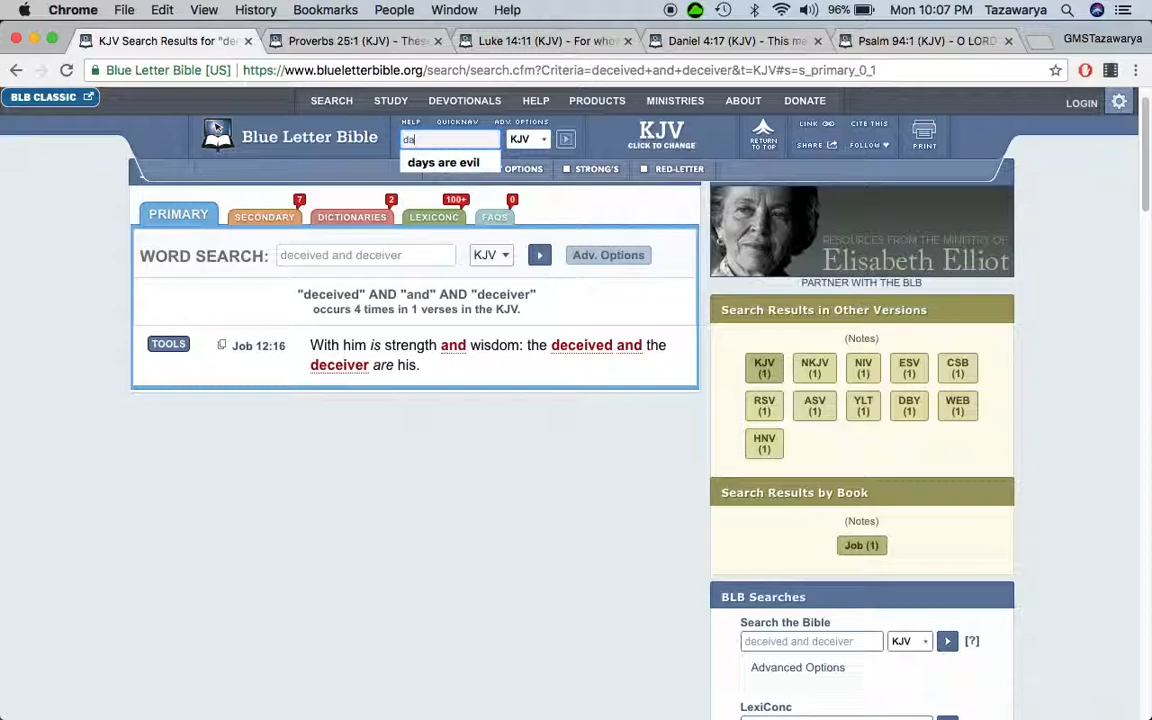 Chrome File Edit View History Bookmarks People Window Help 96% Mon 10:07 PM Tazawarya
KJV Search Results for "de Proverbs 25:1 (KJV) - Thes Luke 14:11 (KJV) - For who Daniel 4:17 (KJV) - This ma Psalm 94:1 (KJV) - O LORD GMSTazawarya
Blue Letter Bible [US] https://www.blueletterbible.org/search/search.cfm?Criteria=deceived+and+deceiver&t=KJV#s=s_primary_0_1
BLB CLASSIC
SEARCH STUDY DEVOTIONALS HELP PRODUCTS MINISTRIES ABOUT DONATE LOGIN
HELP QUICKNAV ADV. OPTIONS
Blue Letter Bible
da KJV
days are evil
KJV
CLICK TO CHANGE
RETURN TO TOP
LINK CITE THIS
SHARE FOLLOW
PRINT
OPTIONS STRONG'S RED-LETTER
PRIMARY SECONDARY 7 DICTIONARIES 2 LEXICONC 100+ FAQS 0
WORD SEARCH: deceived and deceiver KJV Adv. Options
"deceived" AND "and" AND "deceiver"
occurs 4 times in 1 verses in the KJV.
TOOLS Job 12:16 With him is strength and wisdom: the deceived and the
deceiver are his.
RESOURCES FROM THE MINISTRY OF
Elisabeth Elliot
PARTNER WITH THE BLB
Search Results in Other Versions
(Notes)
KJV (1) NKJV (1) NIV (1) ESV (1) CSB (1)
RSV (1) ASV (1) YLT (1) DBY (1) WEB (1)
HNV (1)
Search Results by Book
(Notes)
Job (1)
BLB Searches
Search the Bible
deceived and deceiver KJV [?]
Advanced Options
LexiConc